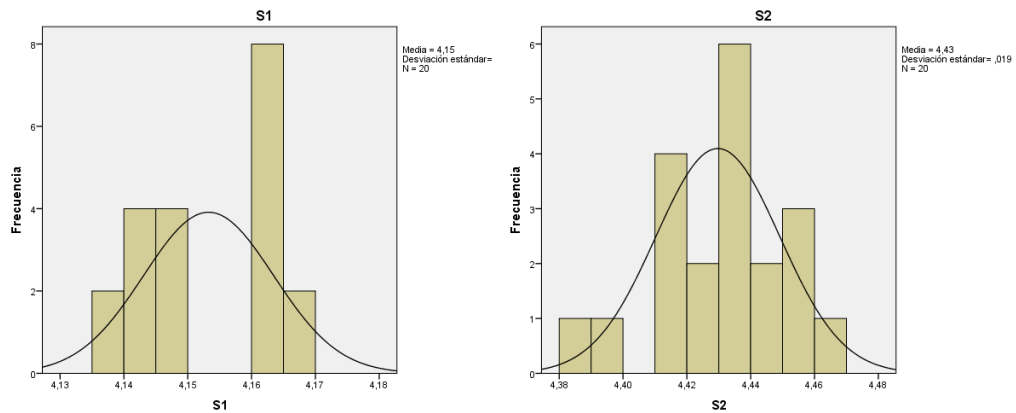 S1
8
6
4
2
0
Frecuencia
4,13 4,14 4,15 4,16 4,17 4,18
S1
Media = 4,15
Desviación estándar=
N = 20
S2
6
5
4
3
2
1
0
Frecuencia
4,38 4,40 4,42 4,44 4,46 4,48
S2
Media = 4,43
Desviación estándar= ,019
N = 20